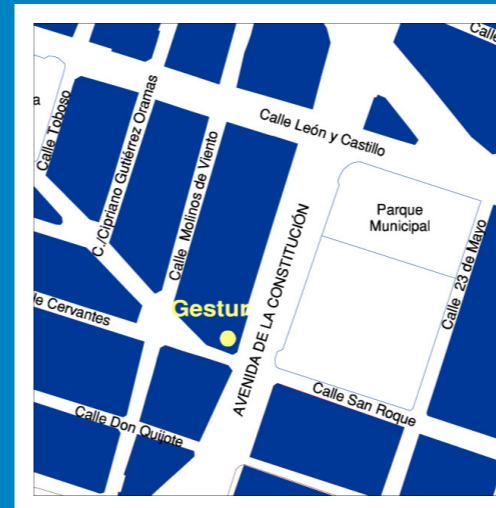 Calle
Calle Toboso
C./Cipriano Gutiérrez Oramas
Calle Molinos de Viento
Calle León y Castillo
Parque
Municipal
Calle 23 de Mayo
AVENIDA DE LA CONSTITUCIÓN
Gestur
Cervantes
Calle San Roque
Calle Don Quijote